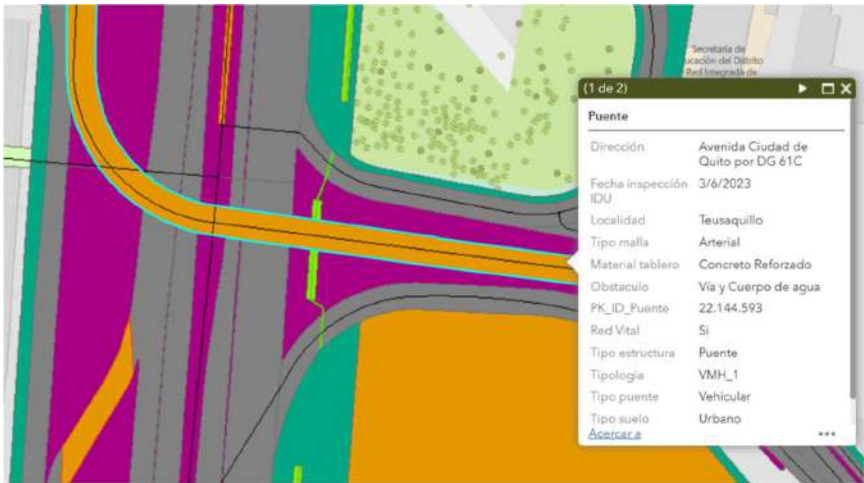 Secretaría de
ucación del Distrito
Red Integrada de
(1 de 2)
Puente
Dirección Avenida Ciudad de
Quito por DG 61C
Fecha inspección 3/6/2023
IDU
Localidad Teusaquillo
Tipo malla Arterial
Material tablero Concreto Reforzado
Obstaculo Vía y Cuerpo de agua
PK_ID_Puente 22.144.593
Red Vital Si
Tipo estructura Puente
Tipología VMH_1
Tipo puente Vehicular
Tipo suelo Urbano
Acercar a